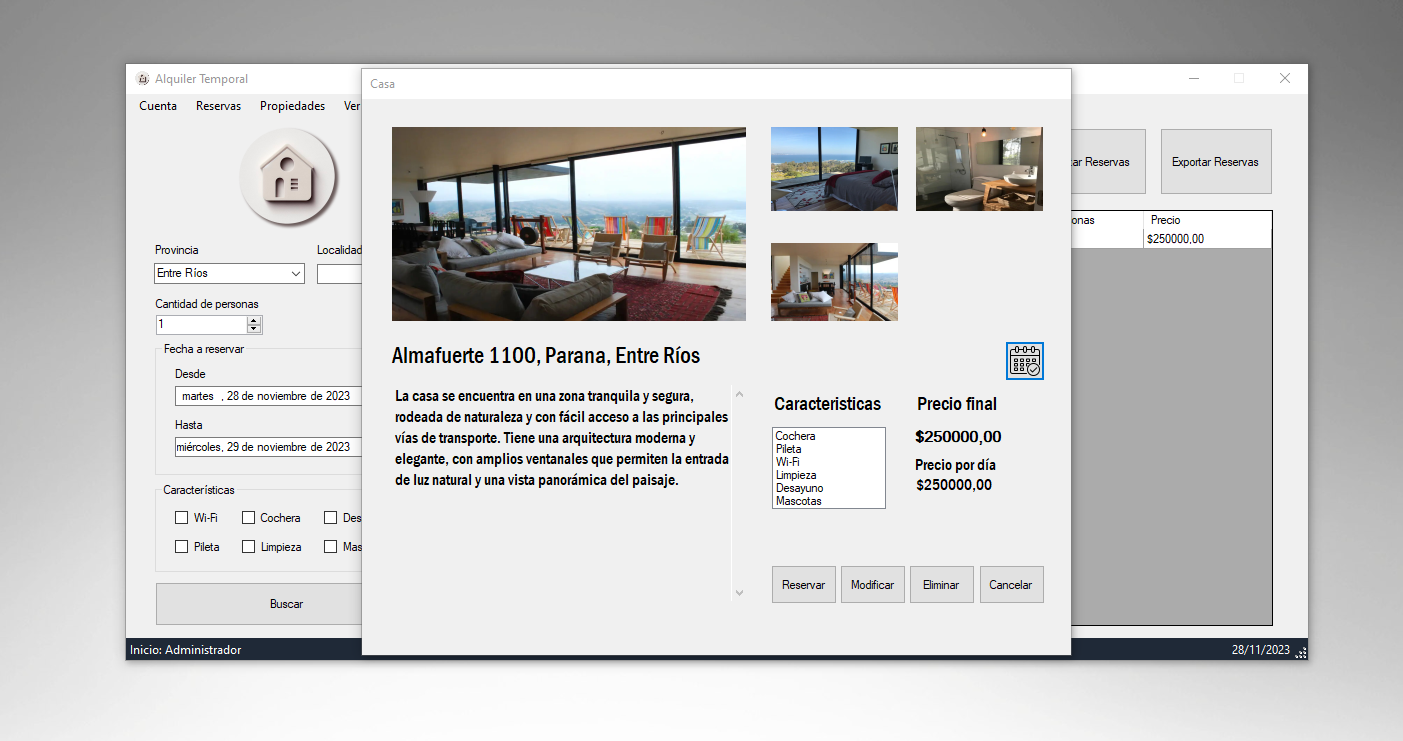 Alquiler Temporal
Cuenta Reservas Propiedades Ver
Provincia
Localidad
Entre Ríos
Cantidad de personas
1
Fecha a reservar
Desde
martes , 28 de noviembre de 2023
Hasta
miércoles, 29 de noviembre de 2023
Características
Wi-Fi
Cochera
Pileta
Limpieza
Buscar
Casa
Almafuerte 1100, Parana, Entre Ríos
La casa se encuentra en una zona tranquila y segura,
rodeada de naturaleza y con fácil acceso a las principales
vías de transporte. Tiene una arquitectura moderna y
elegante, con amplios ventanales que permiten la entrada
de luz natural y una vista panorámica del paisaje.
Caracteristicas
Cochera
Pileta
Wi-Fi
Limpieza
Desayuno
Mascotas
Precio final
$250000,00
Precio por día
$250000,00
Reservar
Modificar
Eliminar
Cancelar
Reservas
Exportar Reservas
Precio
$250000,00
Inicio: Administrador
28/11/2023